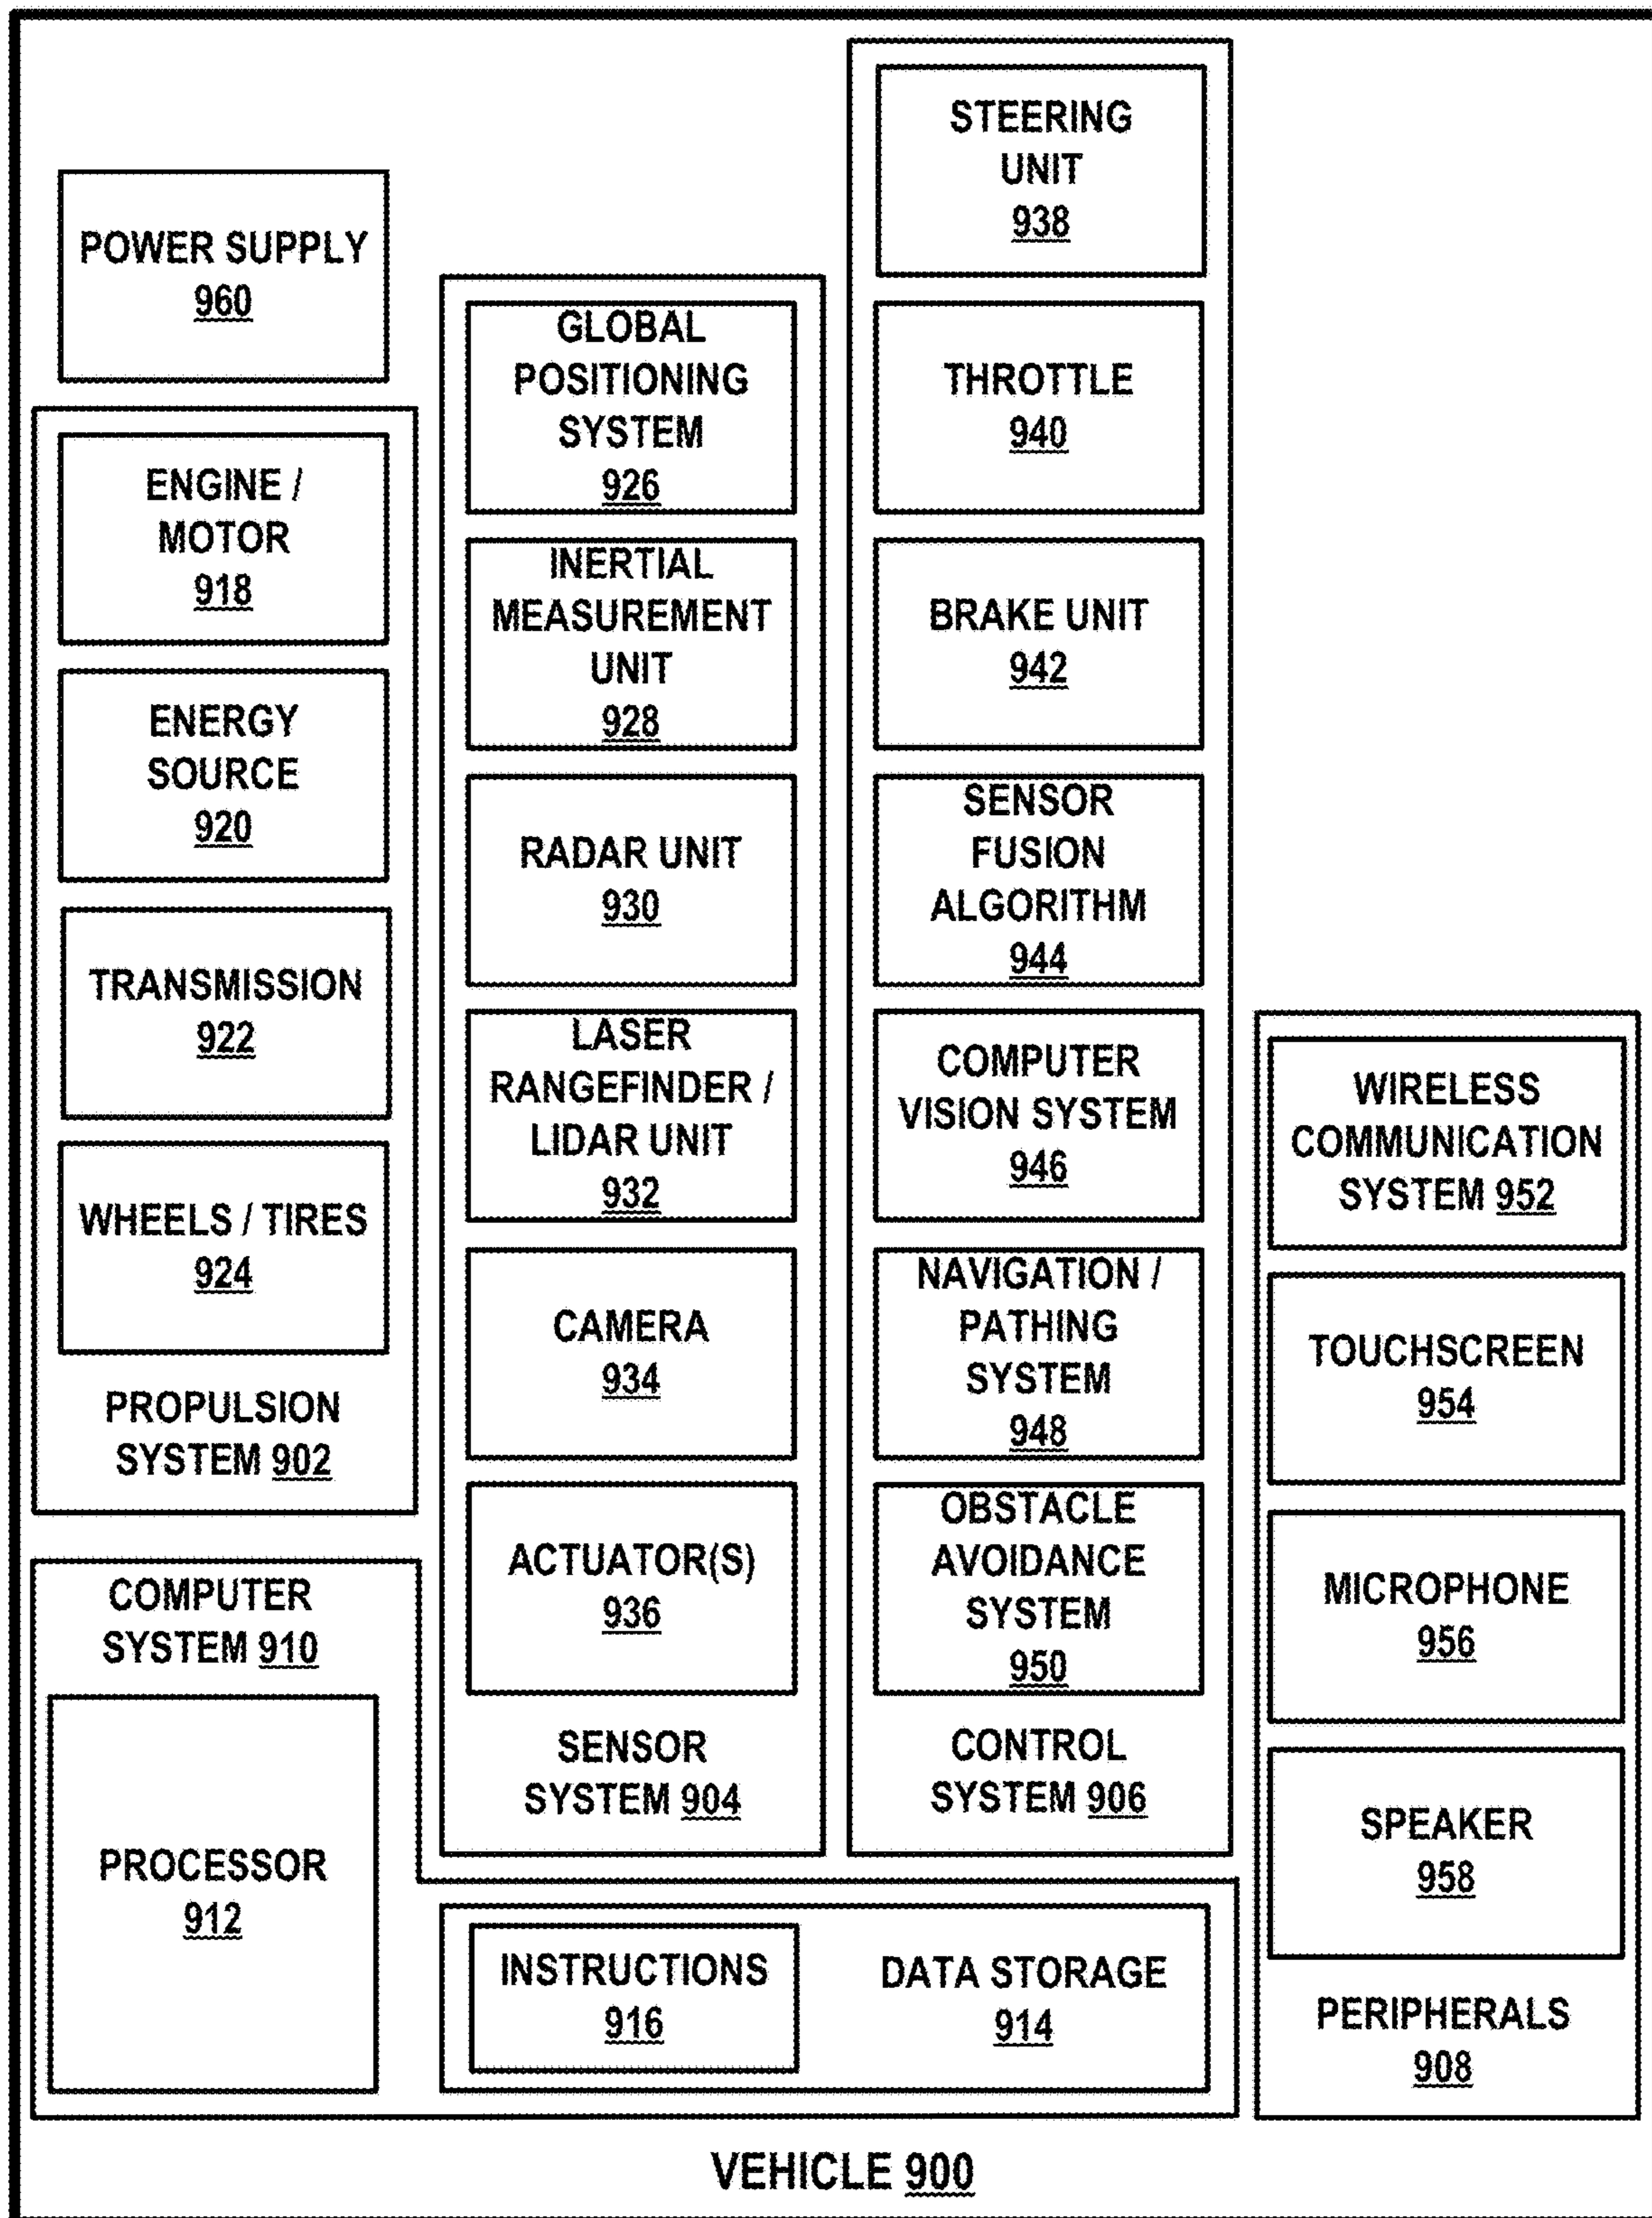 POWER SUPPLY
960
ENGINE /
MOTOR
918
ENERGY
SOURCE
920
TRANSMISSION
922
WHEELS / TIRES
924
PROPULSION
SYSTEM 902
COMPUTER
SYSTEM 910
PROCESSOR
912
GLOBAL
POSITIONING
SYSTEM
926
INERTIAL
MEASUREMENT
UNIT
928
RADAR UNIT
930
LASER
RANGEFINDER /
LIDAR UNIT
932
CAMERA
934
ACTUATOR(S)
936
SENSOR
SYSTEM 904
STEERING
UNIT
938
THROTTLE
940
BRAKE UNIT
942
SENSOR
FUSION
ALGORITHM
944
COMPUTER
VISION SYSTEM
946
NAVIGATION /
PATHING
SYSTEM
948
OBSTACLE
AVOIDANCE
SYSTEM
950
CONTROL
SYSTEM 906
INSTRUCTIONS
916
DATA STORAGE
914
WIRELESS
COMMUNICATION
SYSTEM 952
TOUCHSCREEN
954
MICROPHONE
956
SPEAKER
958
PERIPHERALS
908
VEHICLE 900